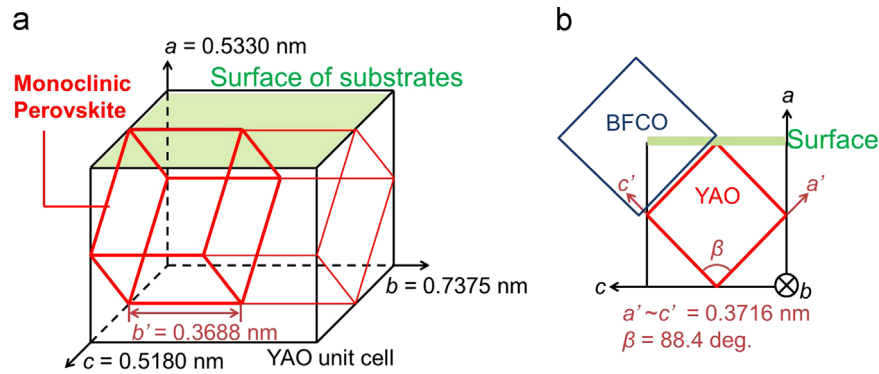 a
a = 0.5330 nm
Monoclinic
Perovskite
Surface of substrates
b = 0.7375 nm
b’ = 0.3688 nm
c = 0.5180 nm
YAO unit cell
b
a
BFCO
Surface
c’
YAO
a’
β
c
b
a’~c’ = 0.3716 nm
β = 88.4 deg.